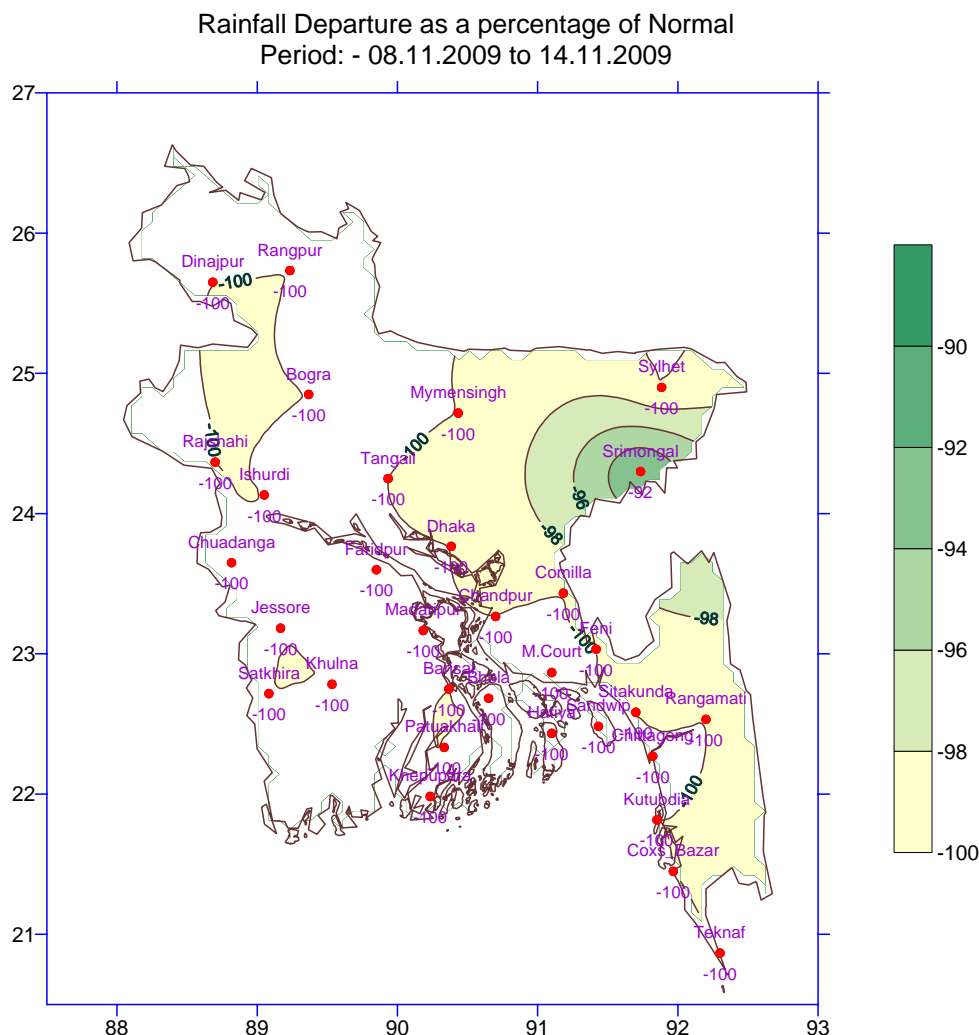 Rainfall Departure as a percentage of Normal
Period: - 08.11.2009 to 14.11.2009
27
26
25
24
23
22
21
88
89
90
91
92
93
Dinajpur
-100
Rangpur
-100
-100
Bogra
-100
Mymensingh
-100
Sylhet
-100
Rajshahi
-100
-100
Ishurdi
-100
Tangail
-100
-100
Srimongal
-92
-96
-98
Chuadanga
-100
Faridpur
-100
Dhaka
-100
Comilla
-100
-100
Jessore
-100
Madaripur
-100
Chandpur
-100
Feni
-100
-98
Satkhira
-100
Khulna
-100
Barisal
-100
Bhola
-100
M.Court
-100
Hatiya
-100
Sandwip
-100
Sitakunda
-100
Rangamati
-100
Patuakhali
-100
Chittagong
-100
-100
Khepupara
-100
Kutubdia
-100
Coxs_Bazar
-100
Teknaf
-100
-90
-92
-94
-96
-98
-100